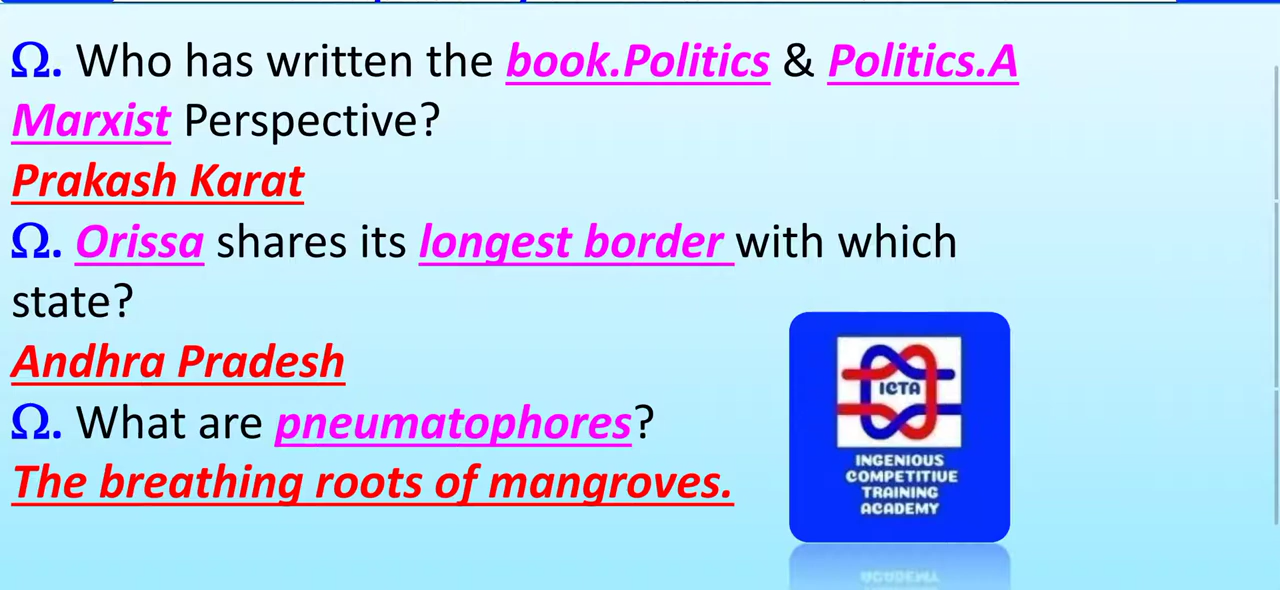 Ω. Who has written the book.Politics & Politics.A
Marxist Perspective?
Prakash Karat
Ω. Orissa shares its longest border with which
state?
Andhra Pradesh
Ω. What are pneumatophores?
The breathing roots of mangroves.
ICTA
INGENIOUS
COMPETITIVE
TRAINING
ACADEMY